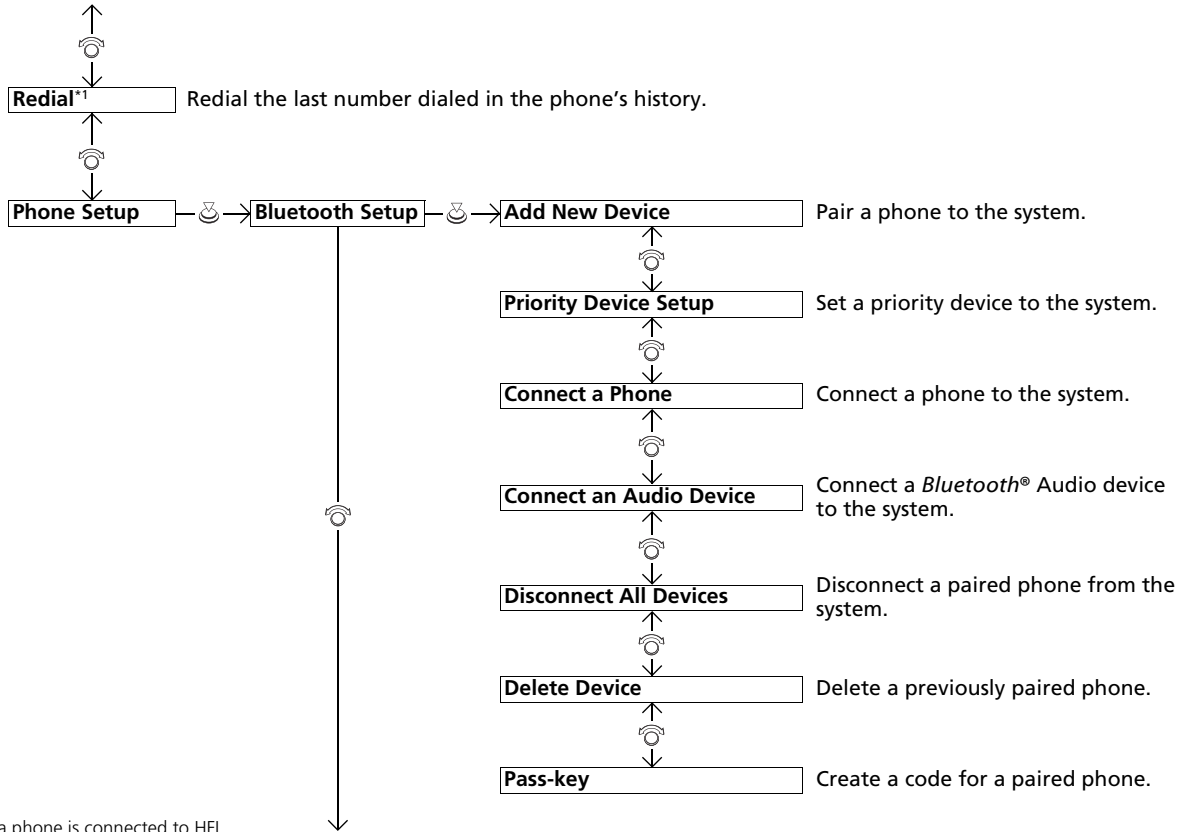 Redial*1 Redial the last number dialed in the phone's history.
Phone Setup Bluetooth Setup Add New Device Pair a phone to the system.
Priority Device Setup Set a priority device to the system.
Connect a Phone Connect a phone to the system.
Connect an Audio Device Connect a Bluetooth® Audio device
to the system.
Disconnect All Devices Disconnect a paired phone from the
system.
Delete Device Delete a previously paired phone.
Pass-key Create a code for a paired phone.
a phone is connected to HFL